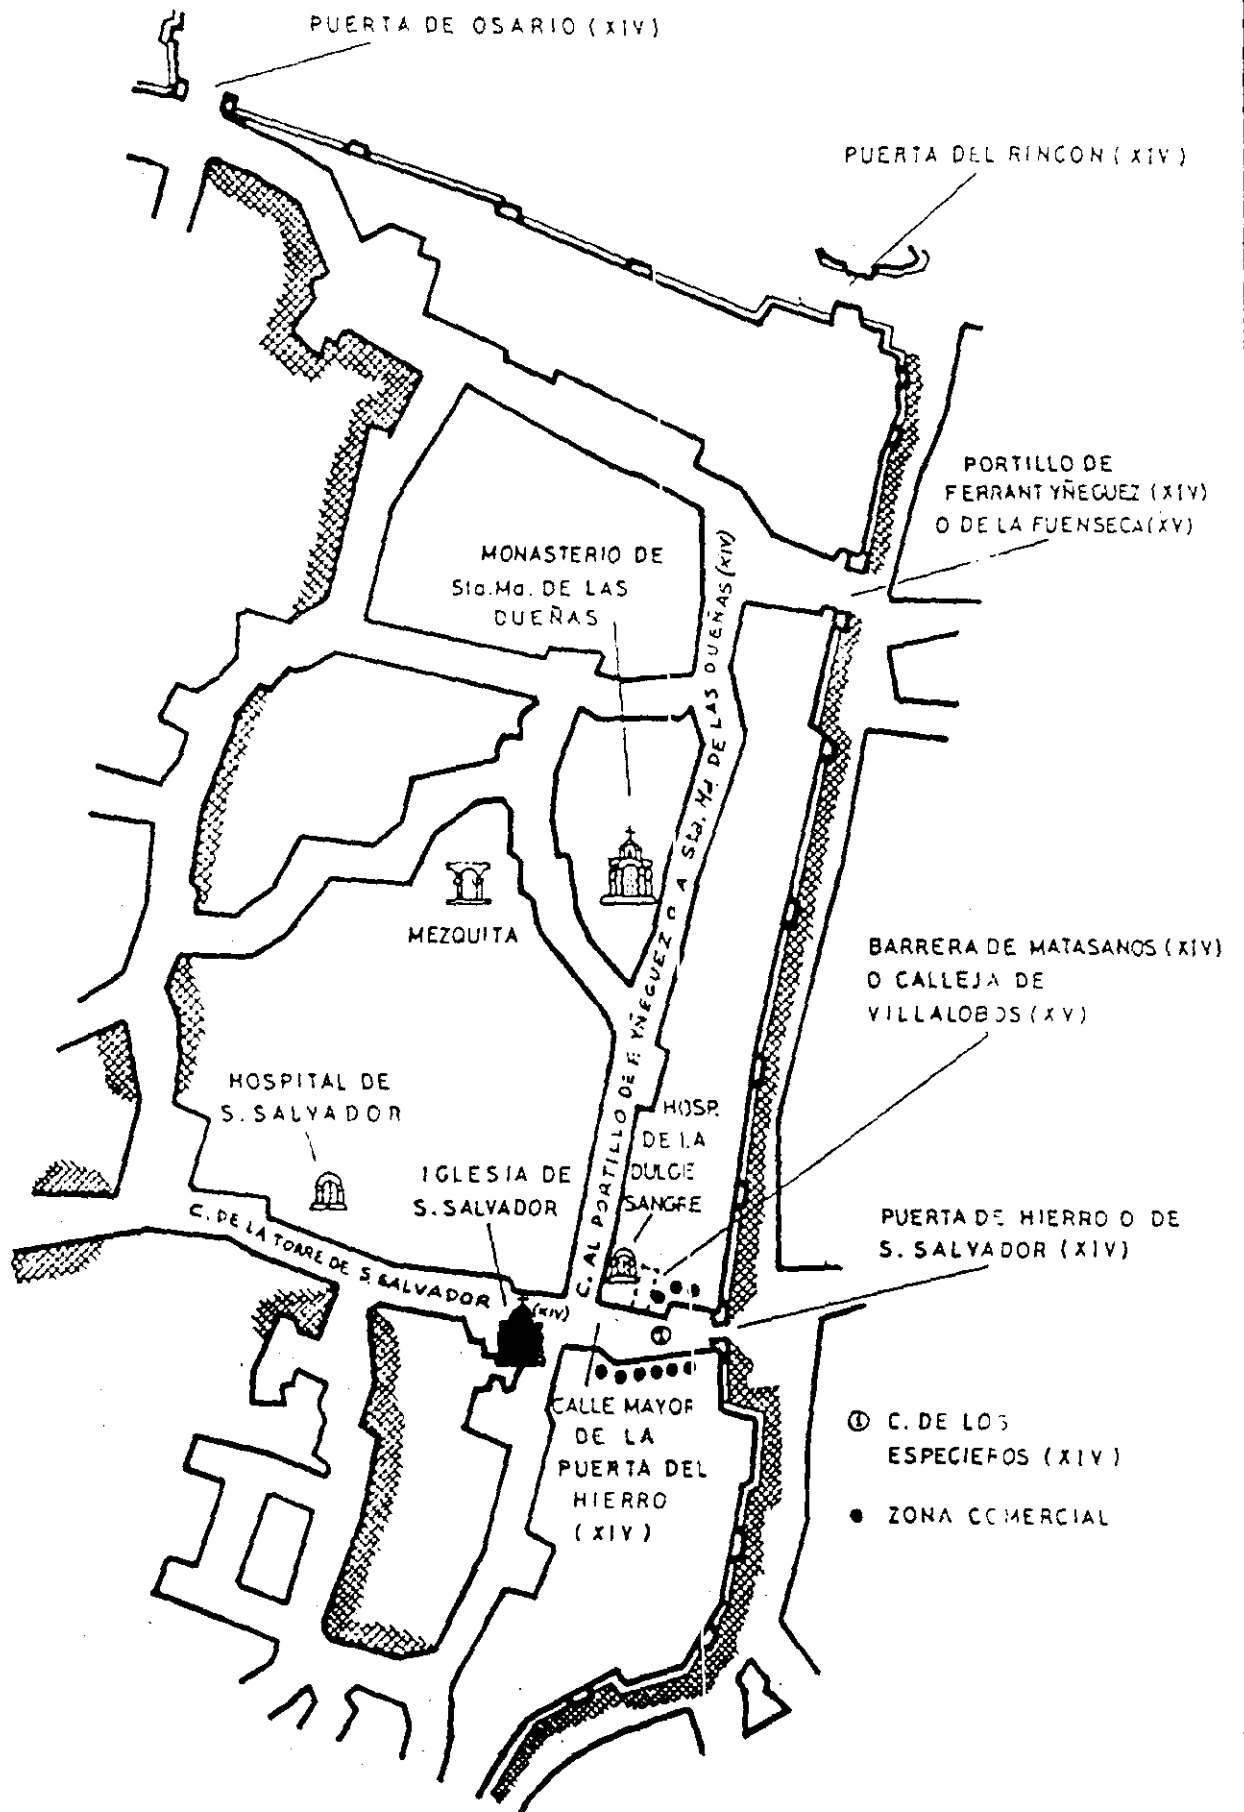 PUERTA DE OSARIO (XIV)
PUERTA DEL RINCON (XIV)
PORTILLO DE
FERRANT YÑEGUEZ (XIV)
O DE LA FUENSECA (XV)
MONASTERIO DE
Sta. Ma. DE LAS
DUEÑAS
C. AL PORTILLO DE F. YÑEGUEZ O A Sta. Ma. DE LAS DUEÑAS (XIV)
MEZQUITA
BARRERA DE MATASANOS (XIV)
O CALLEJA DE
VILLALOBOS (XV)
HOSPITAL DE
S. SALVADOR
HOSP.
DE LA
DULCE
SANGRE
IGLESIA DE
S. SALVADOR
C. DE LA TORRE DE S. SALVADOR
(XIV)
PUERTA DE HIERRO O DE
S. SALVADOR (XIV)
1
CALLE MAYOR
DE LA
PUERTA DEL
HIERRO
(XIV)
1 C. DE LOS
ESPECIEROS (XIV)
● ZONA COMERCIAL